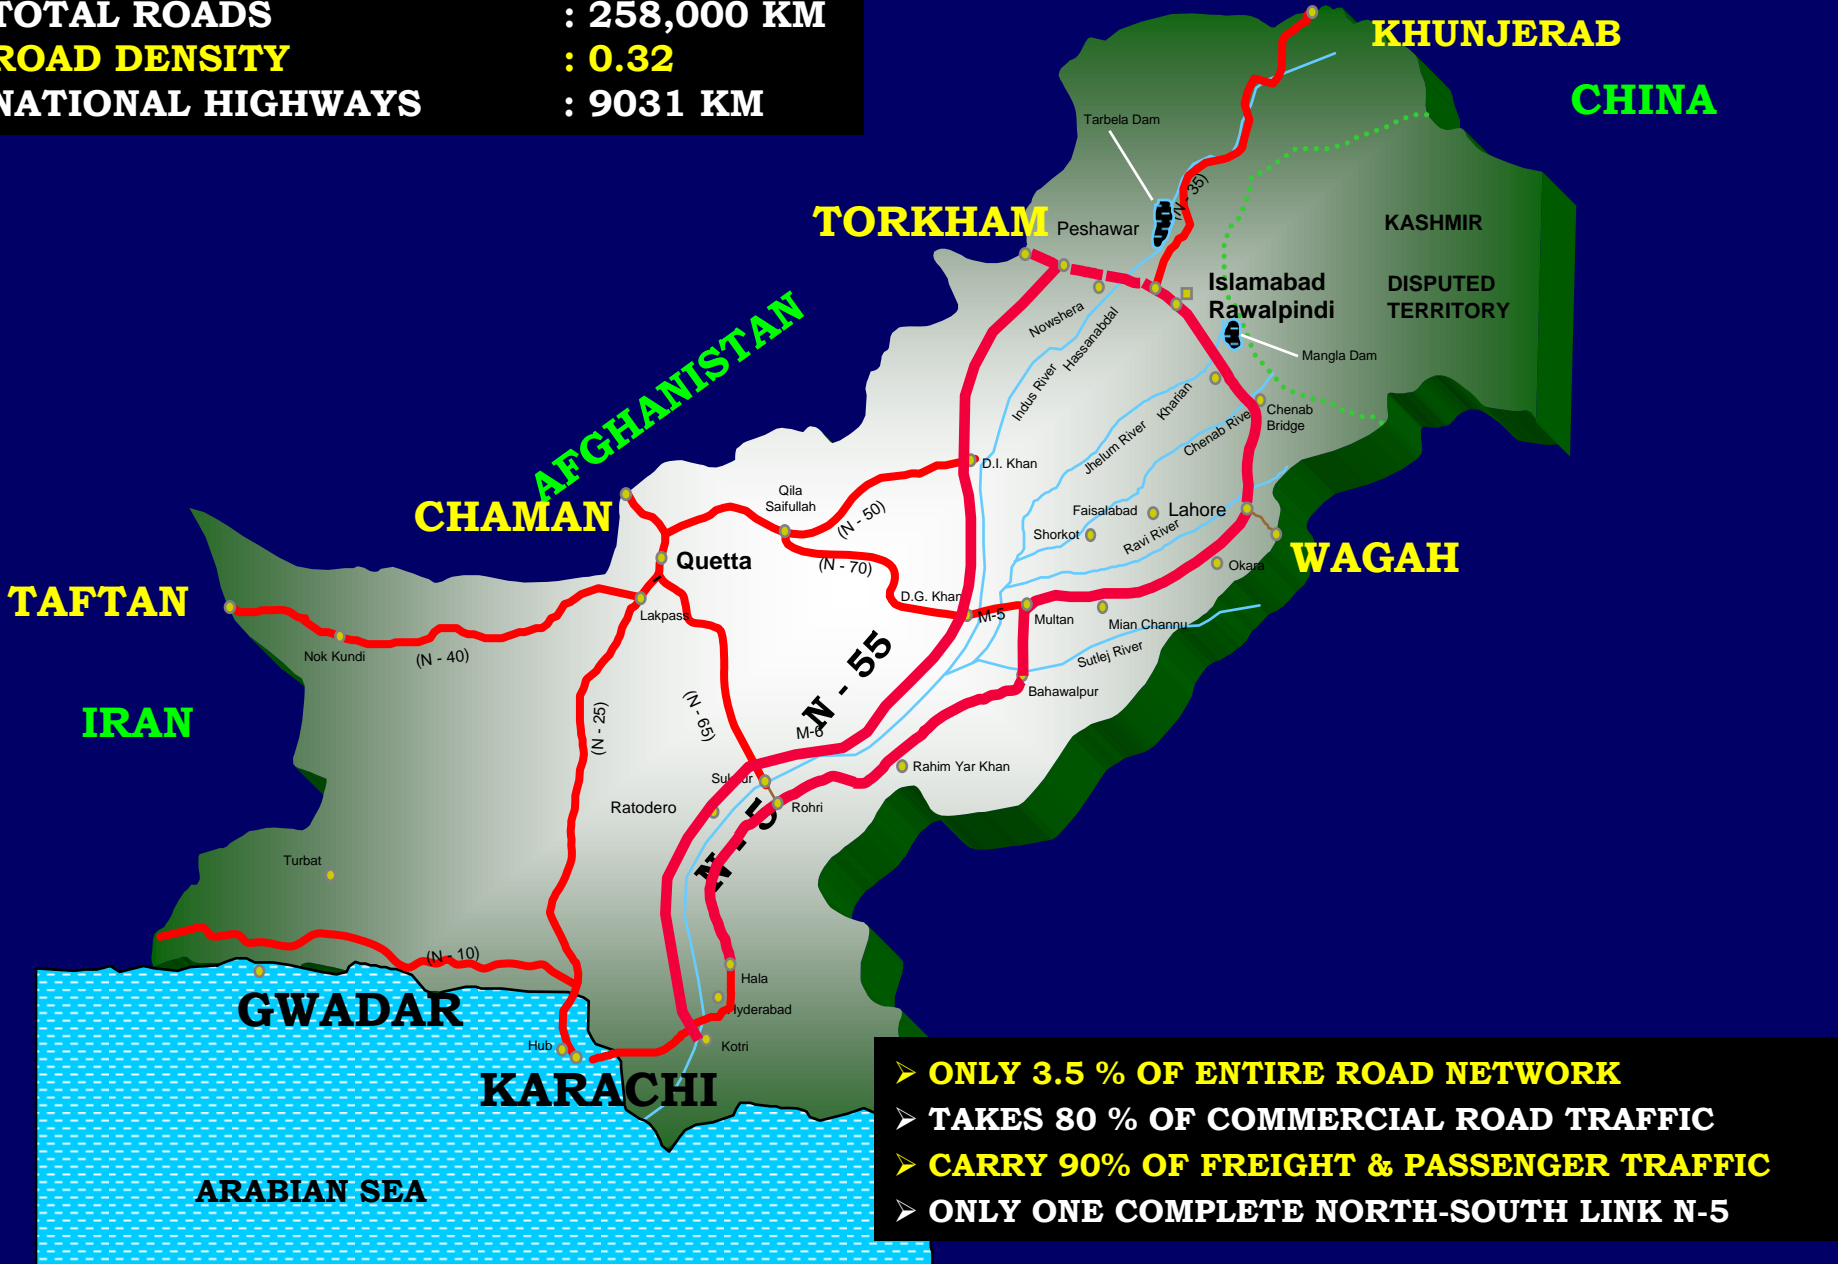 TOTAL ROADS : 258,000 KM
ROAD DENSITY : 0.32
NATIONAL HIGHWAYS : 9031 KM
KHUNJERAB
CHINA
Tarbela Dam
(N - 35)
TORKHAM
Peshawar
KASHMIR
DISPUTED
TERRITORY
Islamabad
Rawalpindi
Nowshera
Hassanabdal
Mangla Dam
AFGHANISTAN
Indus River
Kharian
Chenab
Bridge
Jhelum River
Chenab River
D.I. Khan
CHAMAN
Qila
Saifullah
(N - 50)
Faisalabad
Lahore
Shorkot
Ravi River
WAGAH
Quetta
(N - 70)
Okara
TAFTAN
D.G. Khan
Lakpass
M-5
Multan
Mian Channu
Nok Kundi
(N - 40)
Sutlej River
N - 55
Bahawalpur
IRAN
(N - 25)
(N - 65)
M-6
Rahim Yar Khan
Sukkur
Ratodero
Rohri
N - 5
Turbat
(N - 10)
Hala
GWADAR
Hyderabad
Hub
Kotri
KARACHI
ARABIAN SEA
➢ ONLY 3.5 % OF ENTIRE ROAD NETWORK
➢ TAKES 80 % OF COMMERCIAL ROAD TRAFFIC
➢ CARRY 90% OF FREIGHT & PASSENGER TRAFFIC
➢ ONLY ONE COMPLETE NORTH-SOUTH LINK N-5